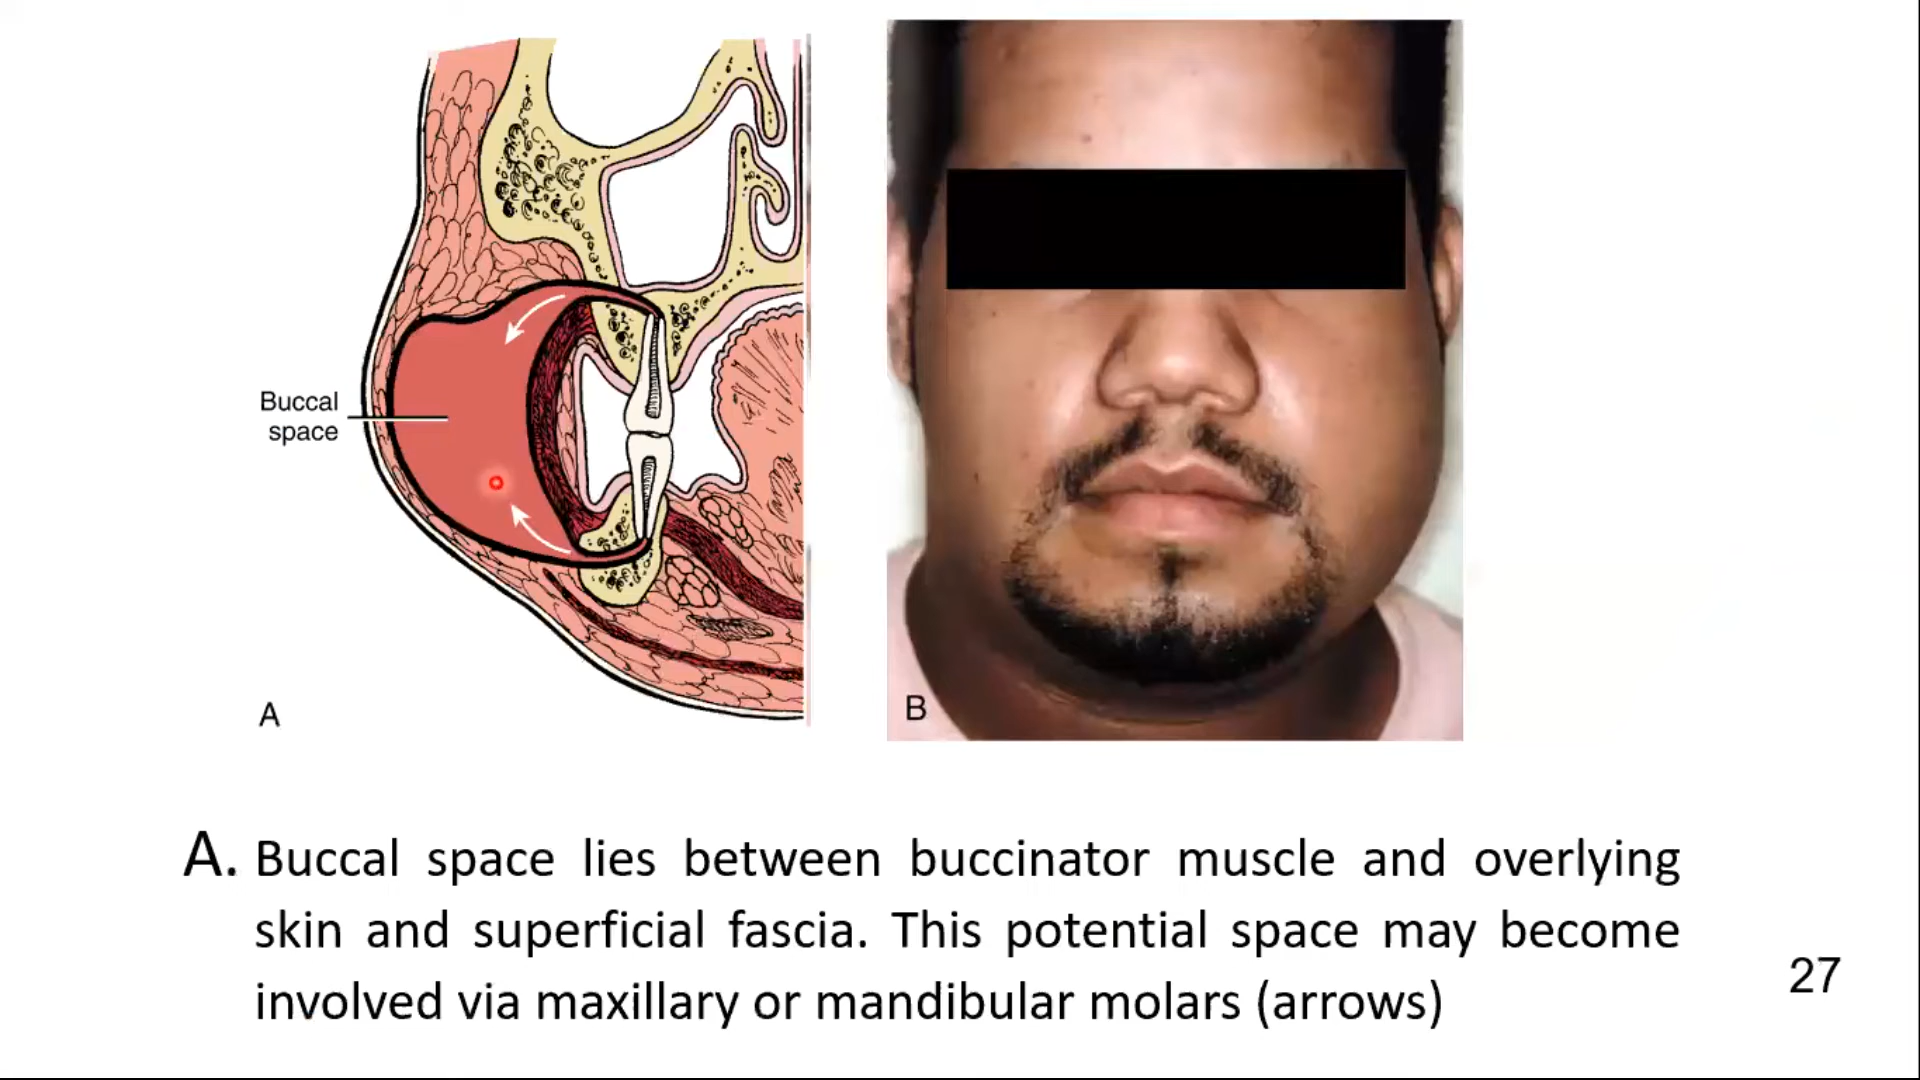 Buccal
space
A
B
A. Buccal space lies between buccinator muscle and overlying
skin and superficial fascia. This potential space may become
involved via maxillary or mandibular molars (arrows)
27